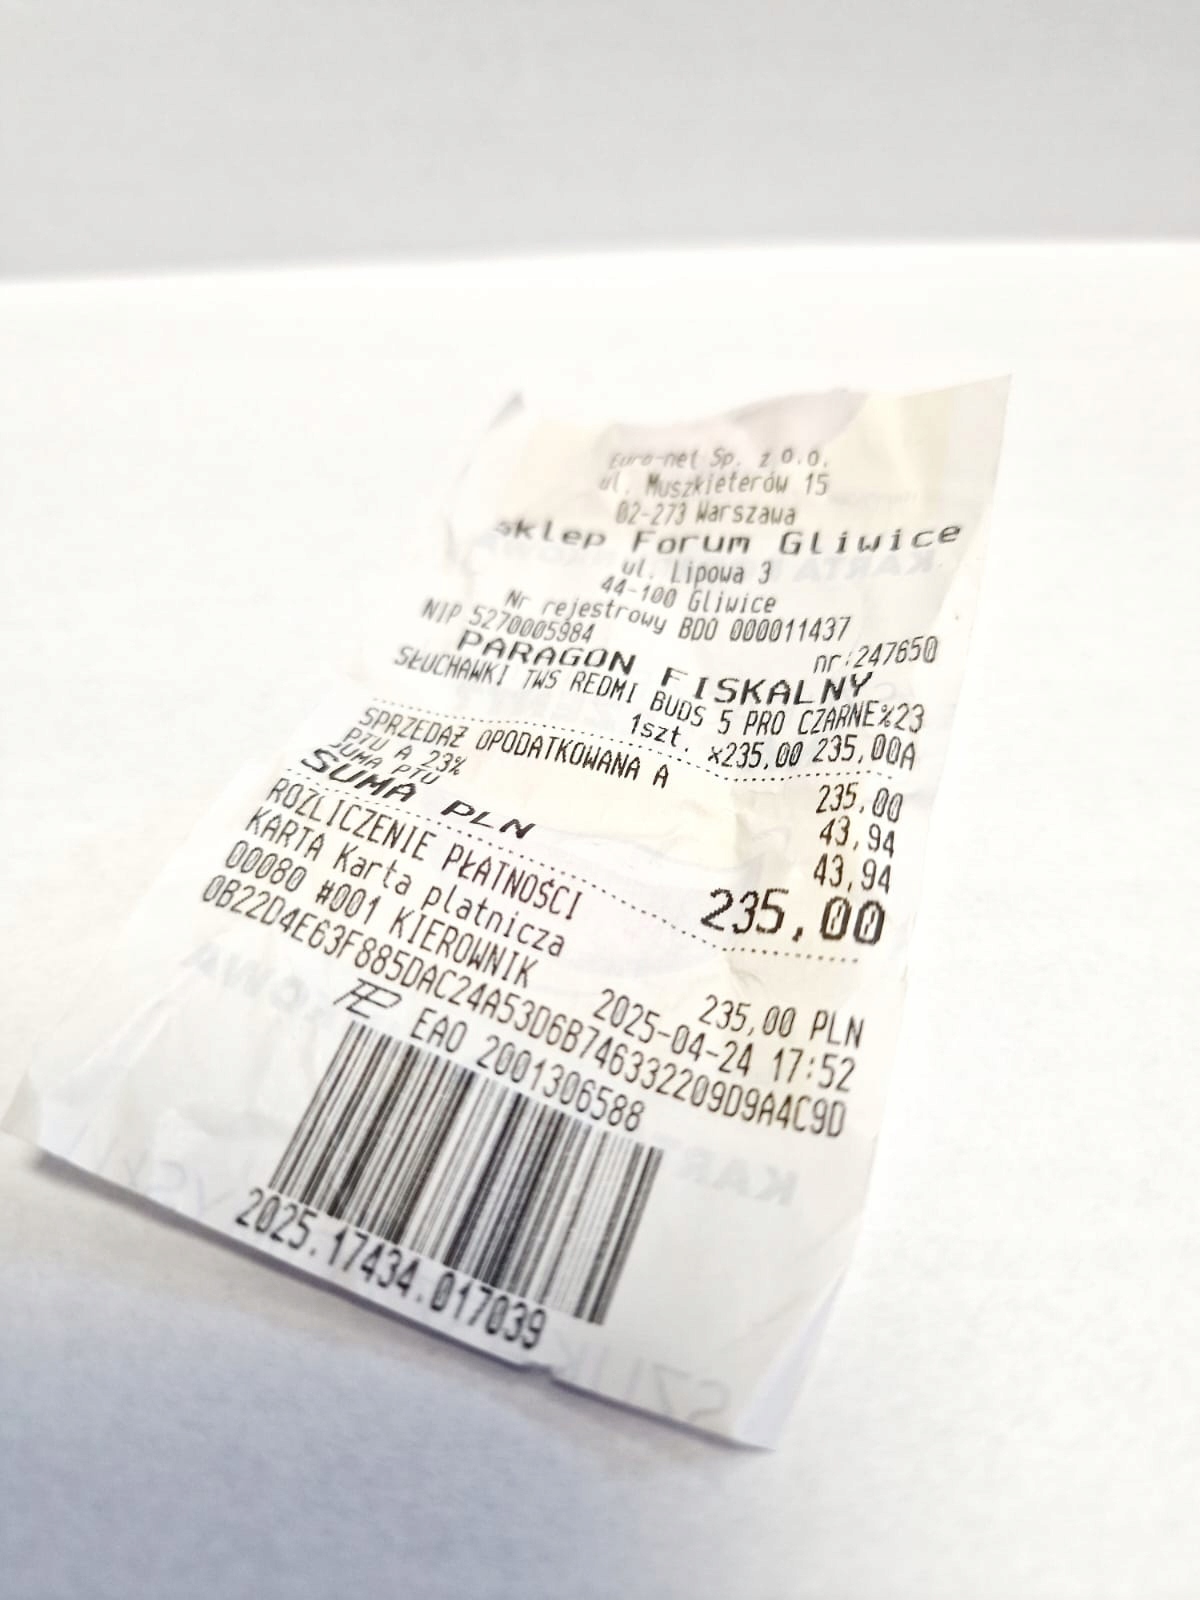 Euro-net Sp. z o.o.
ul. Muszkieterów 15
02-273 Warszawa
sklep Forum Gliwice
ul. Lipowa 3
44-100 Gliwice
Nr rejestrowy BDO 000011437
NIP 5270005984 nr:247650
PARAGON FISKALNY
SŁUCHAWKI TWS REDMI BUDS 5 PRO CZARNE%23
1szt. x235,00 235,00A
SPRZEDAŻ OPODATKOWANA A 235,00
PTU A 23% 43,94
SUMA PTU 43,94
SUMA PLN 235,00
ROZLICZENIE PŁATNOŚCI
KARTA Karta płatnicza 235,00 PLN
00080 #001 KIEROWNIK 2025-04-24 17:52
0B22D4E63F885DAC24A53D6B746332209D9A4C9D
EAO 2001306588
2025.17434.017039